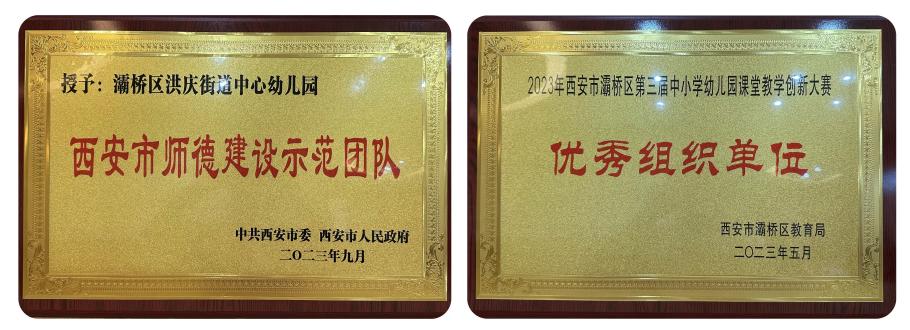 授予：灞桥区洪庆街道中心幼儿园
西安市师德建设示范团队
中共西安市委 西安市人民政府
二〇二三年九月
2023年西安市灞桥区第三届中小学幼儿园课堂教学创新大赛
优秀组织单位
西安市灞桥区教育局
二〇二三年五月